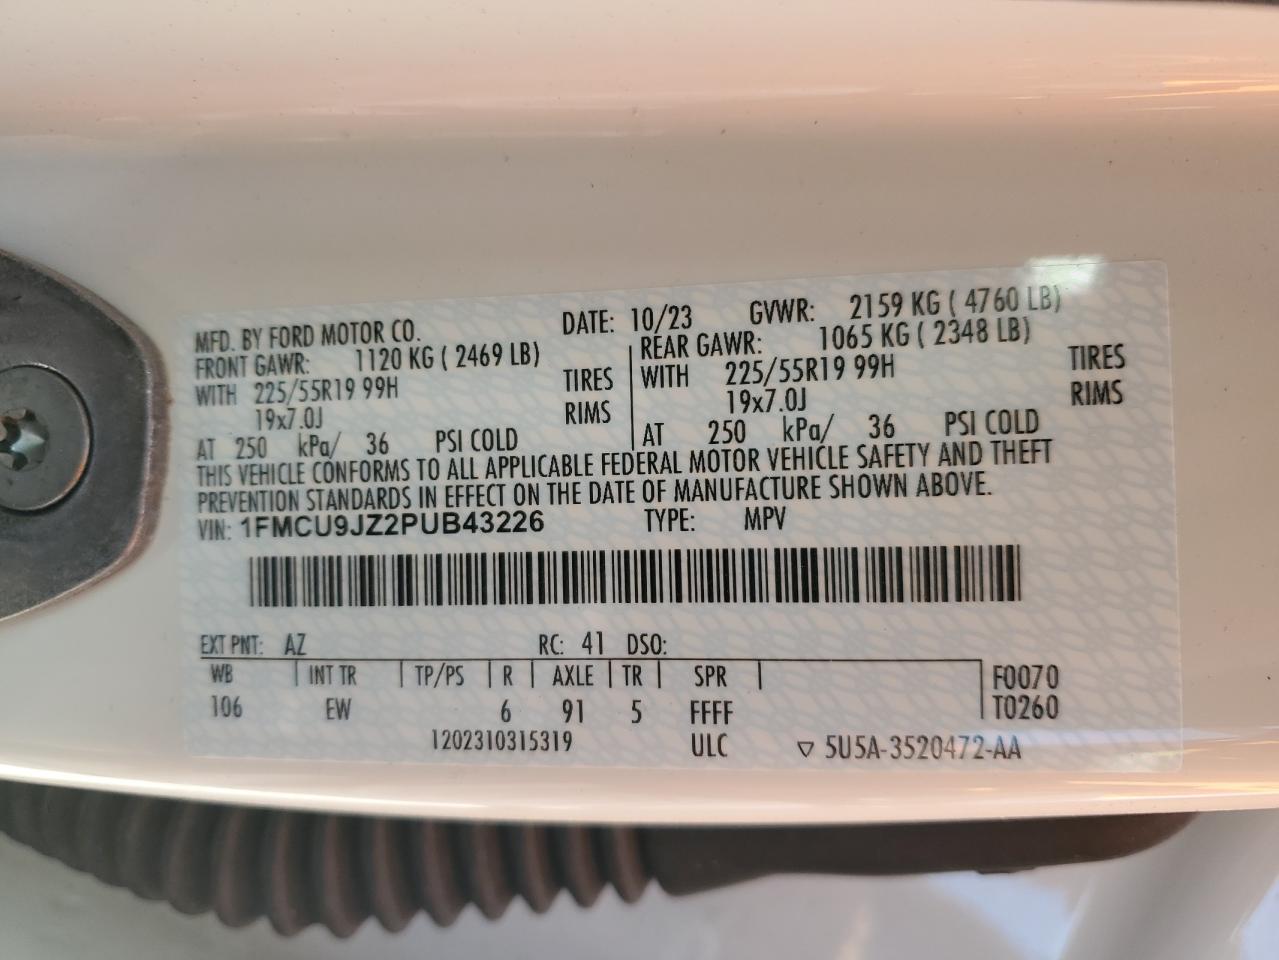 MFD. BY FORD MOTOR CO. DATE: 10/23 GVWR: 2159 KG ( 4760 LB)
FRONT GAWR: 1120 KG ( 2469 LB) REAR GAWR: 1065 KG ( 2348 LB)
WITH 225/55R19 99H TIRES WITH 225/55R19 99H TIRES
19x7.0J RIMS 19x7.0J RIMS
AT 250 kPa/ 36 PSI COLD AT 250 kPa/ 36 PSI COLD
THIS VEHICLE CONFORMS TO ALL APPLICABLE FEDERAL MOTOR VEHICLE SAFETY AND THEFT
PREVENTION STANDARDS IN EFFECT ON THE DATE OF MANUFACTURE SHOWN ABOVE.
VIN: 1FMCU9JZ2PUB43226 TYPE: MPV
EXT PNT: AZ RC: 41 DSO:
WB INT TR TP/PS R AXLE TR SPR F0070
106 EW 6 91 5 FFFF T0260
1202310315319 ULC ▽ 5U5A-3520472-AA